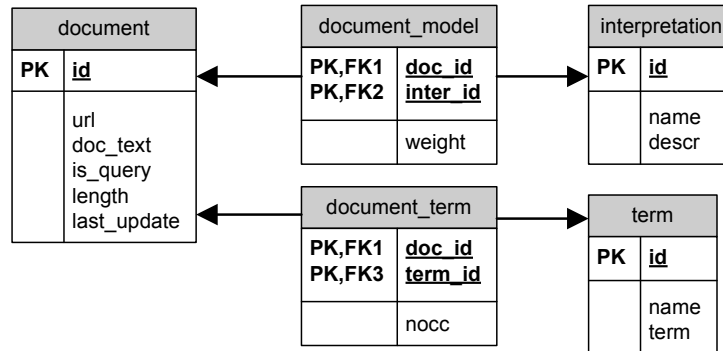 document
PK id
url
doc_text
is_query
length
last_update
document_model
PK,FK1 doc_id
PK,FK2 inter_id
weight
interpretation
PK id
name
descr
document_term
PK,FK1 doc_id
PK,FK3 term_id
nocc
term
PK id
name
term